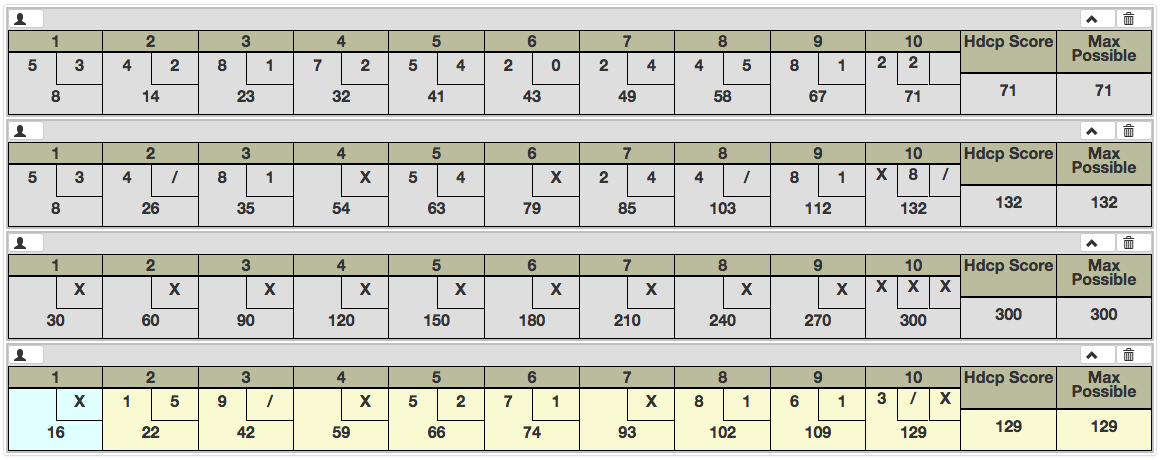 1 2 3 4 5 6 7 8 9 10 Hdcp Score Max Possible
5 3 4 2 8 1 7 2 5 4 2 0 2 4 4 5 8 1 2 2
8 14 23 32 41 43 49 58 67 71 71 71
1 2 3 4 5 6 7 8 9 10 Hdcp Score Max Possible
5 3 4 / 8 1 X 5 4 X 2 4 4 / 8 1 X 8 /
8 26 35 54 63 79 85 103 112 132 132 132
1 2 3 4 5 6 7 8 9 10 Hdcp Score Max Possible
X X X X X X X X X X X X
30 60 90 120 150 180 210 240 270 300 300 300
1 2 3 4 5 6 7 8 9 10 Hdcp Score Max Possible
X 1 5 9 / X 5 2 7 1 X 8 1 6 1 3 / X
16 22 42 59 66 74 93 102 109 129 129 129